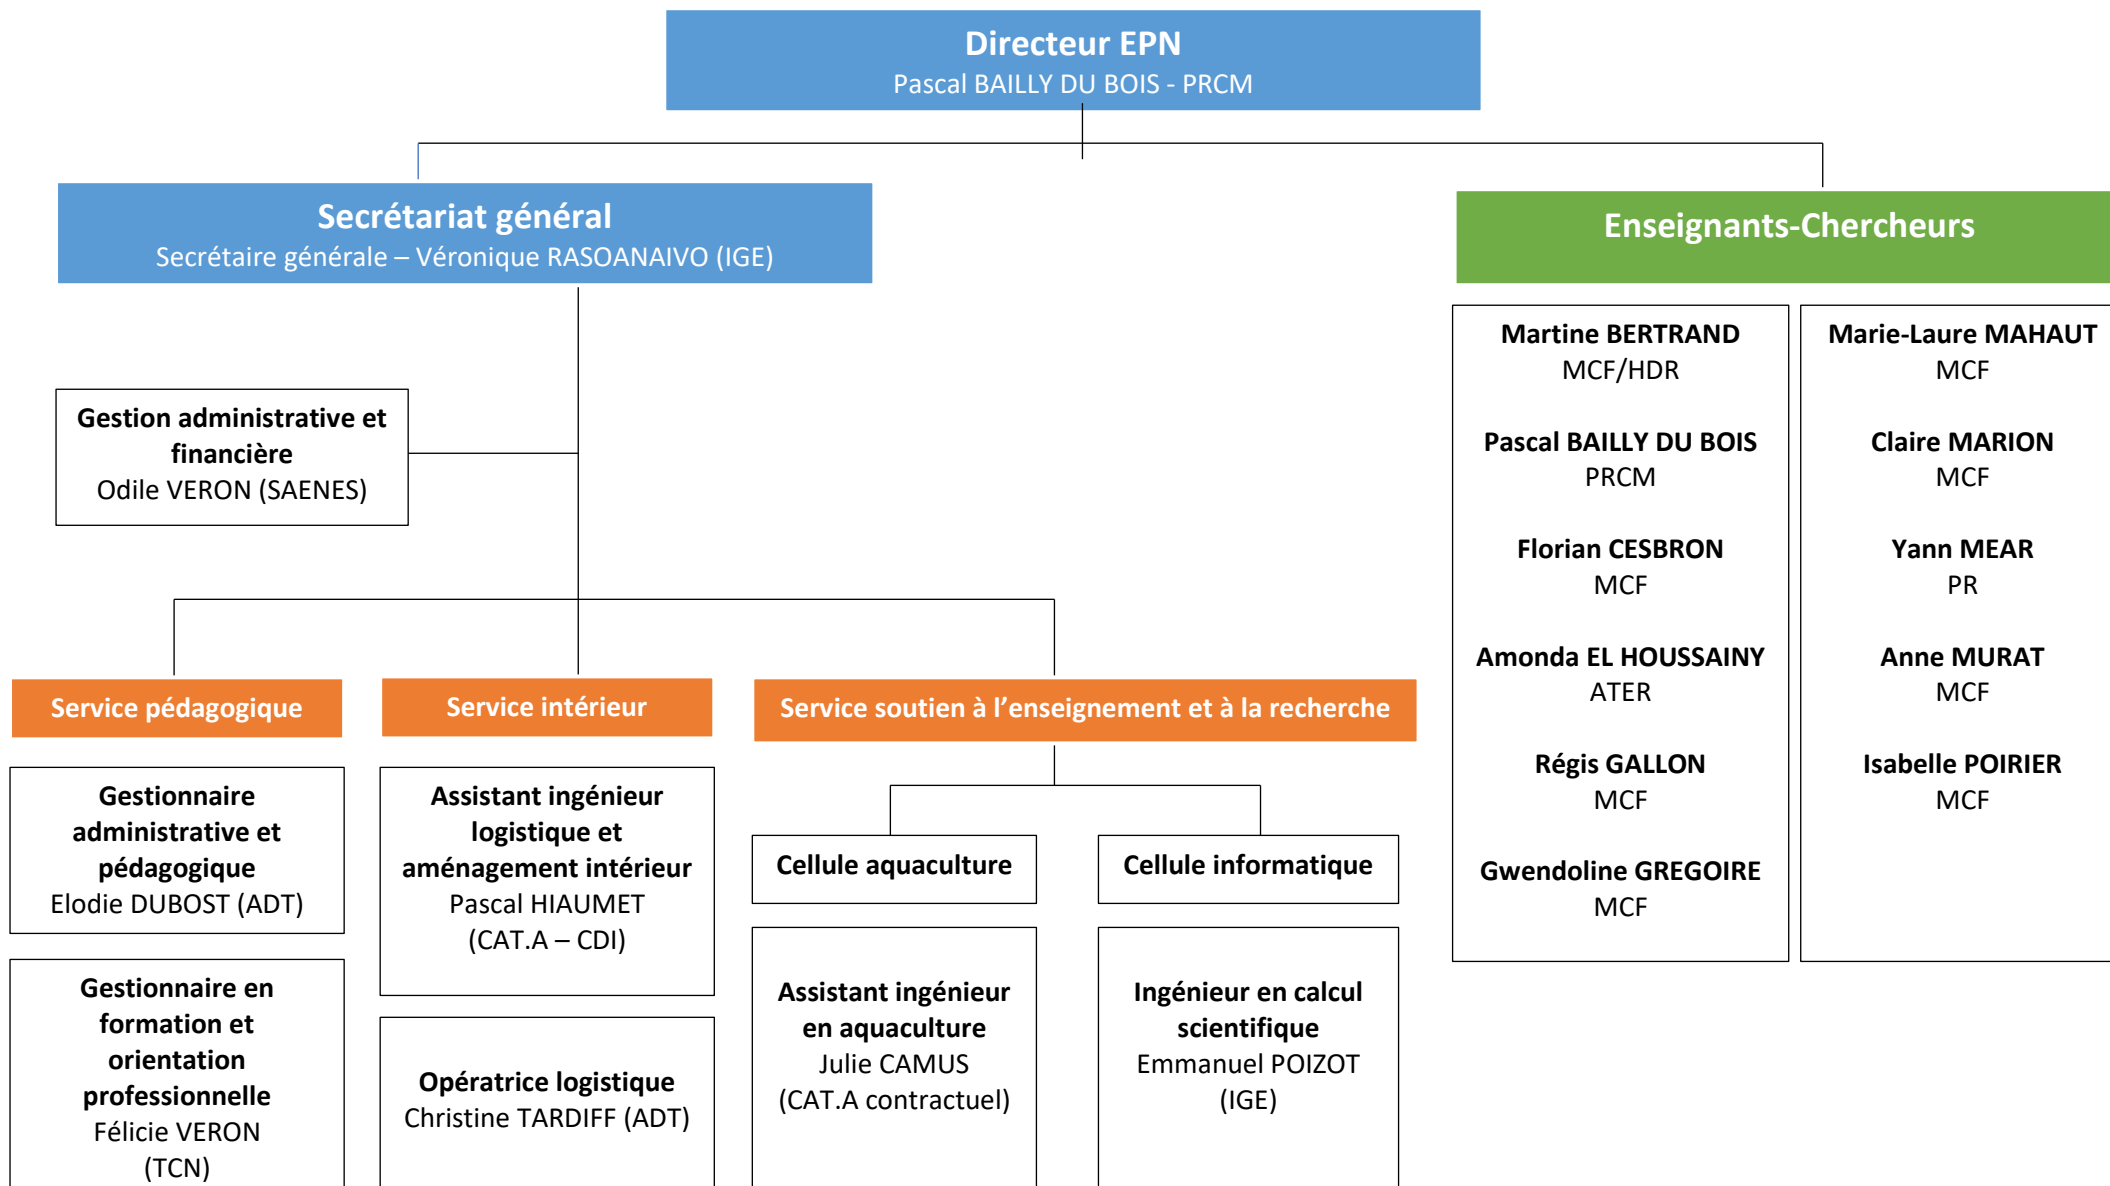 Directeur EPN
Pascal BAILLY DU BOIS - PRCM
Secrétariat général
Secrétaire générale – Véronique RASOANAIVO (IGE)
Enseignants-Chercheurs
Gestion administrative et
financière
Odile VERON (SAENES)
Service pédagogique
Gestionnaire
administrative et
pédagogique
Elodie DUBOST (ADT)
Gestionnaire en
formation et
orientation
professionnelle
Félicie VERON
(TCN)
Service intérieur
Assistant ingénieur
logistique et
aménagement intérieur
Pascal HIAUMET
(CAT.A – CDI)
Opératrice logistique
Christine TARDIFF (ADT)
Service soutien à l’enseignement et à la recherche
Cellule aquaculture
Assistant ingénieur
en aquaculture
Julie CAMUS
(CAT.A contractuel)
Cellule informatique
Ingénieur en calcul
scientifique
Emmanuel POIZOT
(IGE)
Martine BERTRAND
MCF/HDR
Pascal BAILLY DU BOIS
PRCM
Florian CESBRON
MCF
Amonda EL HOUSSAINY
ATER
Régis GALLON
MCF
Gwendoline GREGOIRE
MCF
Marie-Laure MAHAUT
MCF
Claire MARION
MCF
Yann MEAR
PR
Anne MURAT
MCF
Isabelle POIRIER
MCF